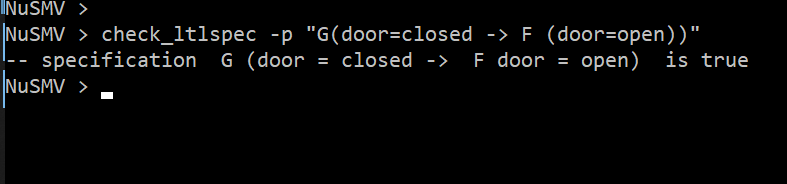 NuSMV >
NuSMV > check_ltlspec -p "G(door=closed -> F (door=open))"
-- specification  G (door = closed ->  F door = open)  is true
NuSMV >